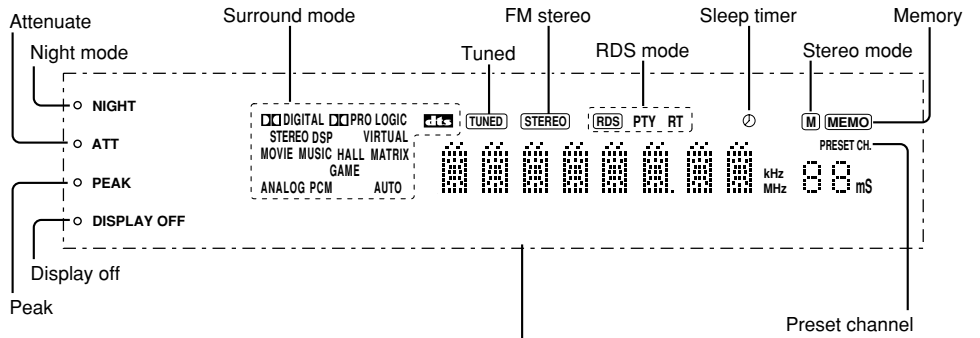 Attenuate
Surround mode
FM stereo
Sleep timer
Memory
Night mode
Tuned
RDS mode
Stereo mode
NIGHT
DIGITAL PRO LOGIC dts TUNED STEREO RDS PTY RT M MEMO
STEREO DSP VIRTUAL
PRESET CH.
ATT
MOVIE MUSIC HALL MATRIX
GAME
kHz
PEAK
ANALOG PCM AUTO
MHz
88 mS
DISPLAY OFF
Display off
Peak
Preset channel